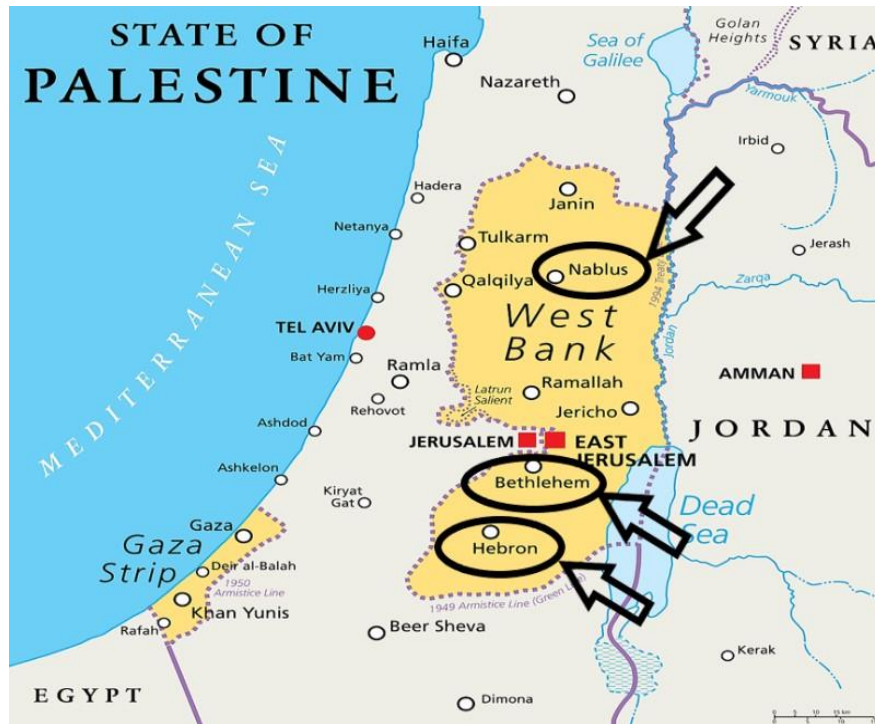 STATE OF
PALESTINE
MEDITERRANEAN SEA
Haifa
Sea of
Galilee
Golan
Heights
SYRIA
Nazareth
Yarmouk
Irbid
Hadera
Janin
Netanya
Tulkarm
Jerash
Nablus
Qalqilya
1994 Treaty
Zarqa
Herzliya
West
Bank
TEL AVIV
Jordan
Bat Yam
Ramla
Ramallah
AMMAN
Latrun
Salient
Rehovot
Jericho
JORDAN
Ashdod
JERUSALEM
EAST
JERUSALEM
Ashkelon
Bethlehem
Kiryat
Gat
Dead
Sea
Gaza
Gaza
Strip
Hebron
Deir al-Balah
1950
Armistice Line
Khan Yunis
1949 Armistice Line (Green Line)
Rafah
Beer Sheva
Kerak
EGYPT
Dimona